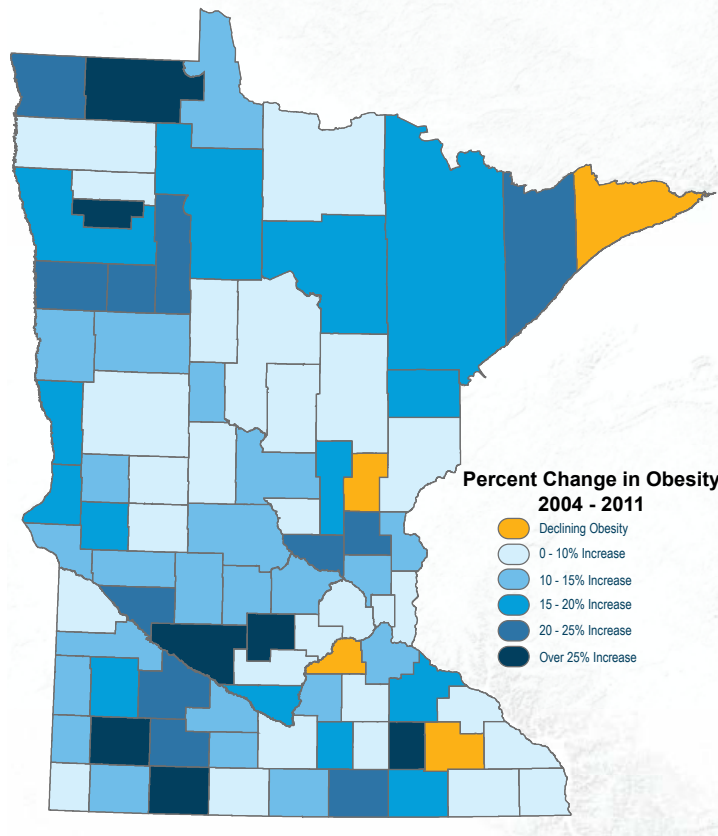 Percent Change in Obesity
2004 - 2011
Declining Obesity
0 - 10% Increase
10 - 15% Increase
15 - 20% Increase
20 - 25% Increase
Over 25% Increase